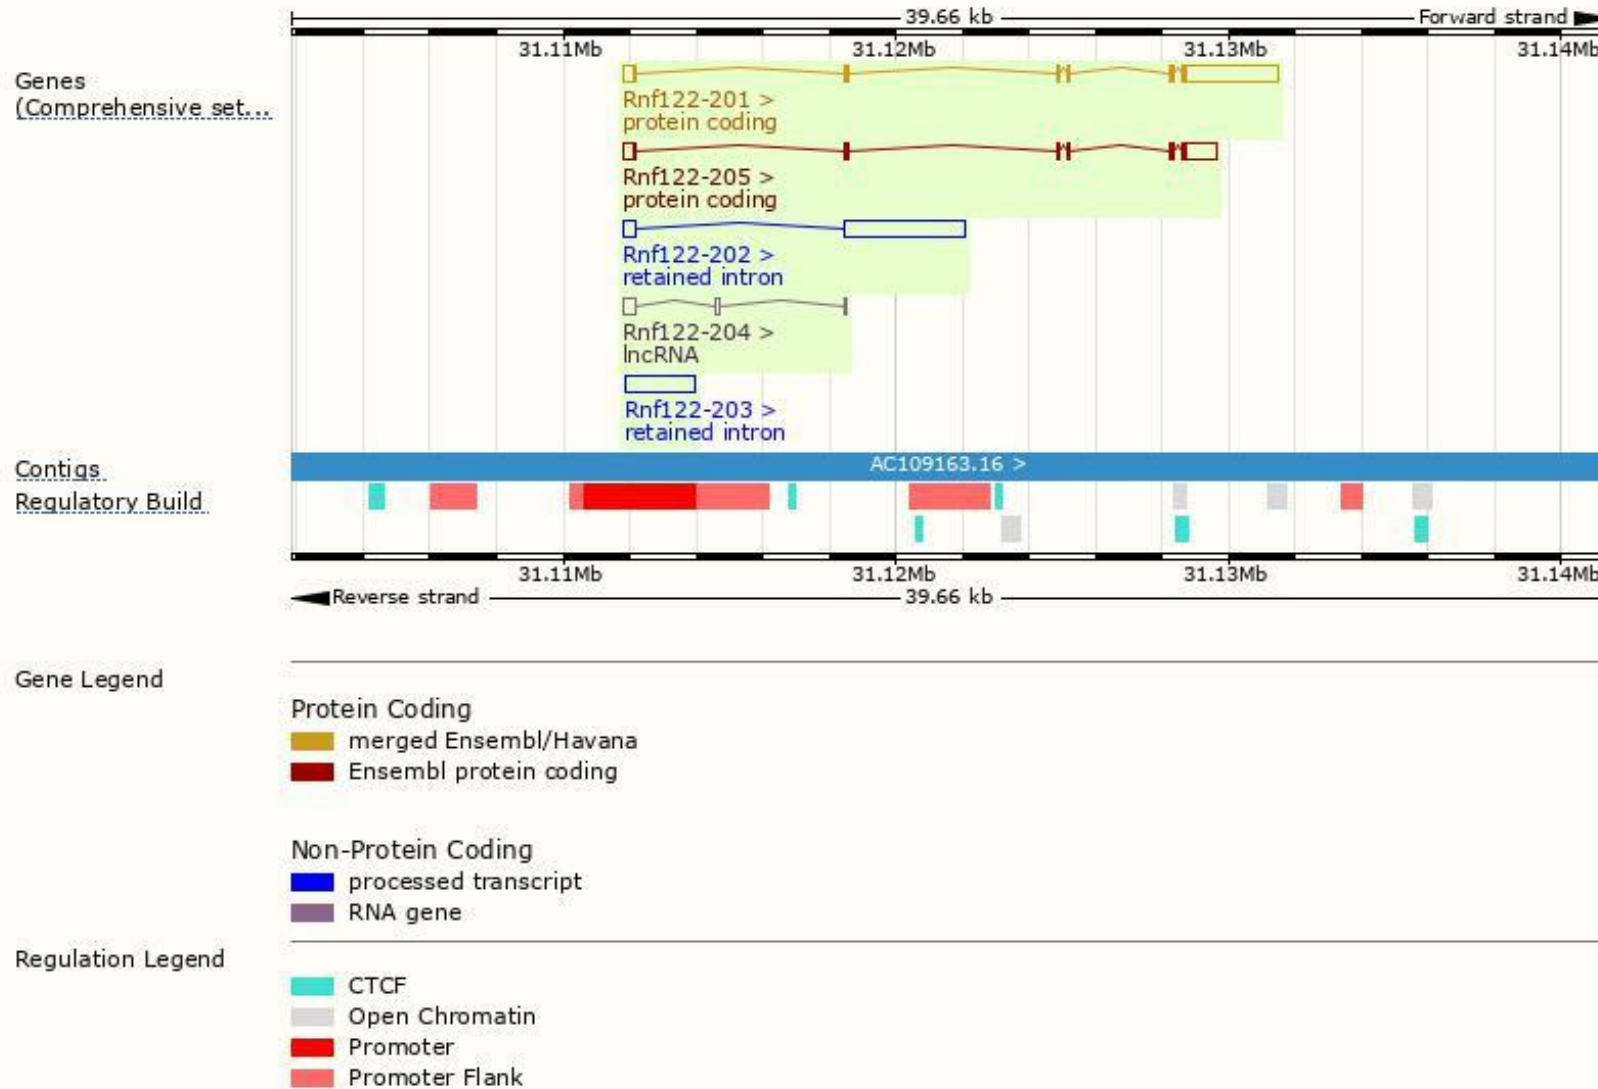 39.66 kb Forward strand
31.11Mb 31.12Mb 31.13Mb 31.14Mb
Genes
(Comprehensive set...
Rnf122-201 >
protein coding
Rnf122-205 >
protein coding
Rnf122-202 >
retained intron
Rnf122-204 >
lncRNA
Rnf122-203 >
retained intron
Contigs AC109163.16 >
Regulatory Build
31.11Mb 31.12Mb 31.13Mb 31.14Mb
Reverse strand 39.66 kb
Gene Legend
Protein Coding
merged Ensembl/Havana
Ensembl protein coding
Non-Protein Coding
processed transcript
RNA gene
Regulation Legend
CTCF
Open Chromatin
Promoter
Promoter Flank